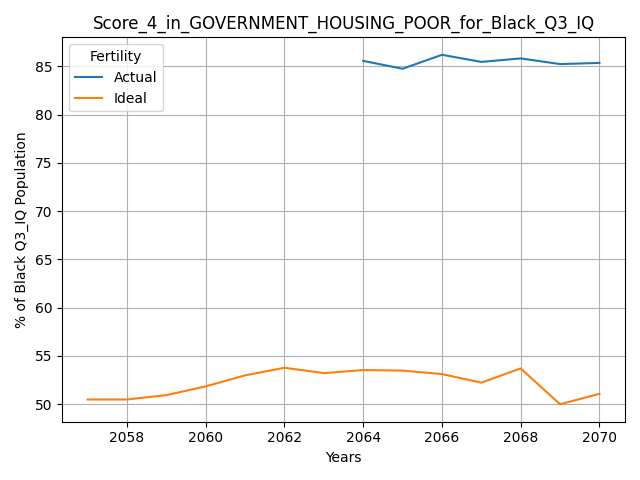 Score_4_in_GOVERNMENT_HOUSING_POOR_for_Black_Q3_IQ
Fertility
Actual
Ideal
% of Black Q3_IQ Population
85
80
75
70
65
60
55
50
2058 2060 2062 2064 2066 2068 2070
Years